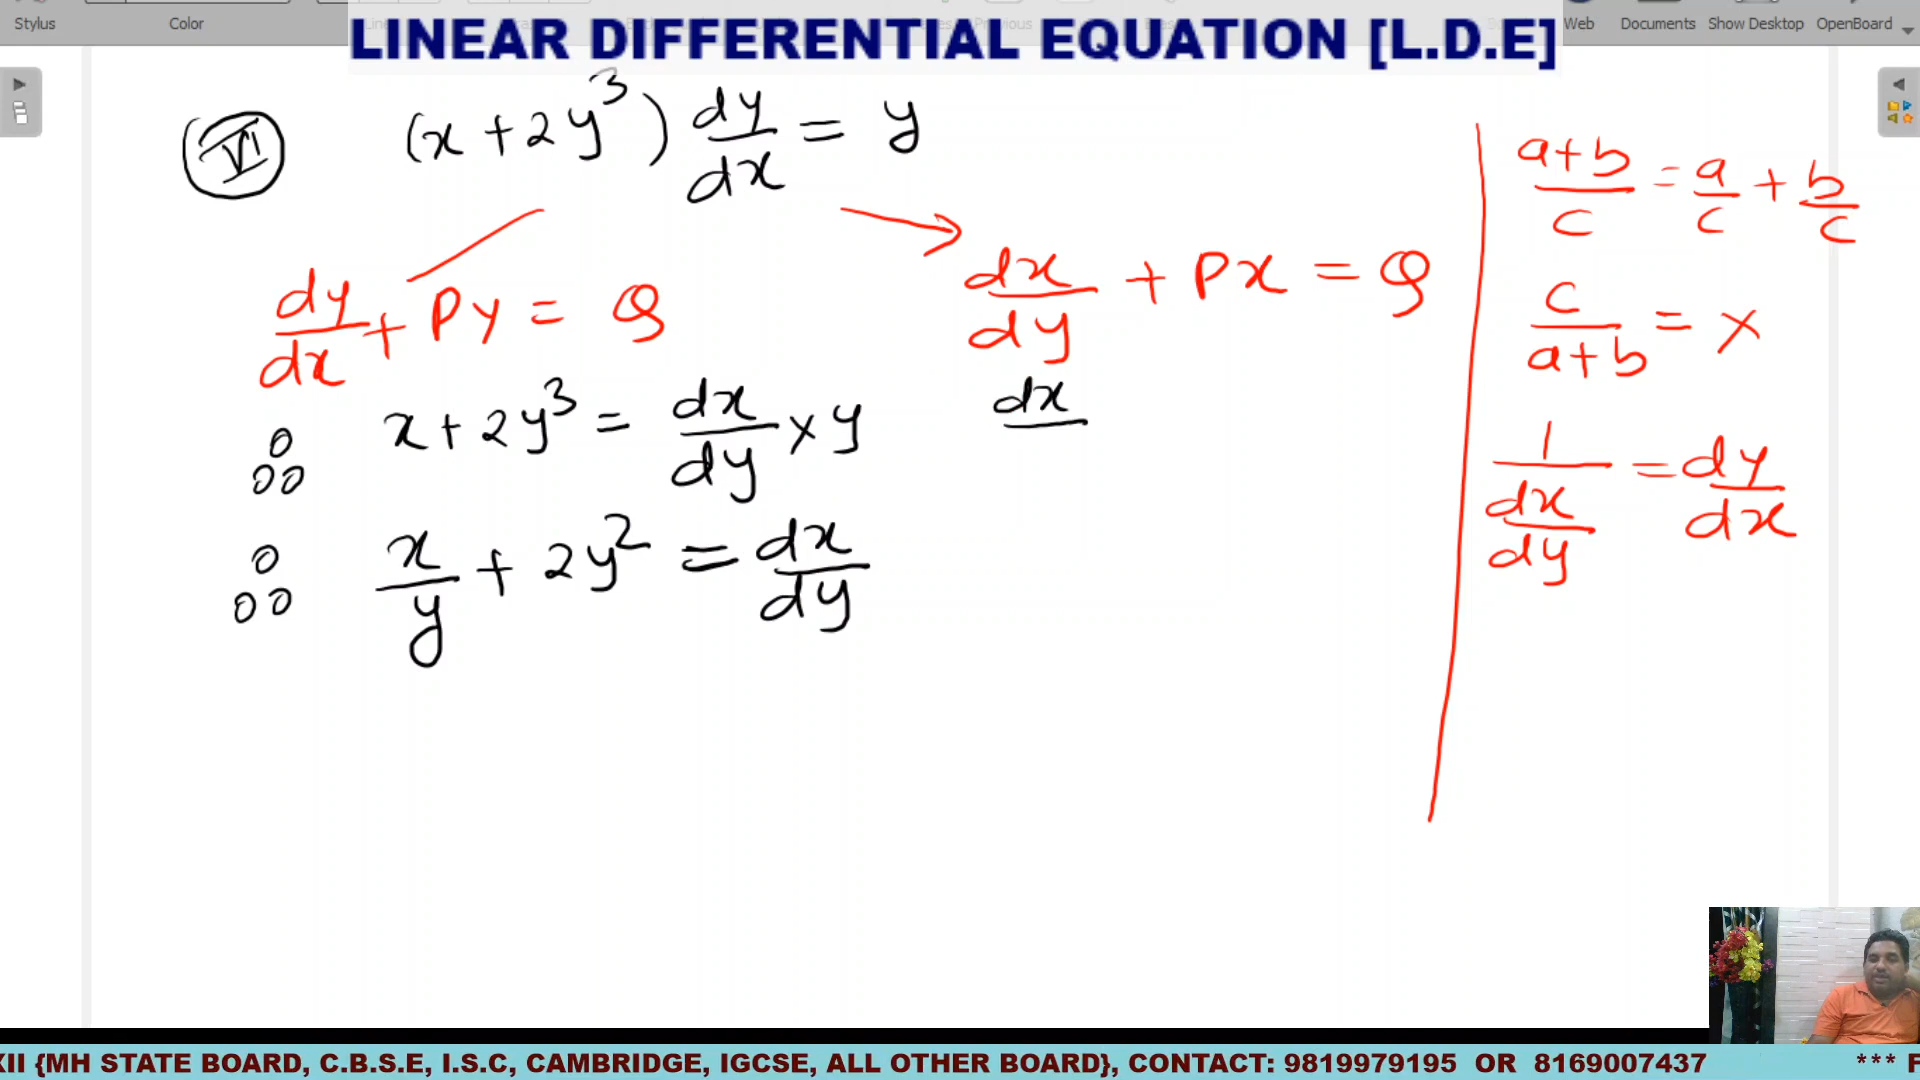 Stylus
Color
Web
Documents
Show Desktop
OpenBoard
LINEAR DIFFERENTIAL EQUATION [L.D.E]
(VI) (x + 2y³) dy/dx = y
dy/dx + Py = Q
dx/dy + Px = Q
∴ x + 2y³ = dx/dy × y
dx
∴ x/y + 2y² = dx/dy
(a+b)/c = a/c + b/c
c/(a+b) = ×
1/(dx/dy) = dy/dx
XII {MH STATE BOARD, C.B.S.E, I.S.C, CAMBRIDGE, IGCSE, ALL OTHER BOARD}, CONTACT: 9819979195 OR 8169007437 *** F